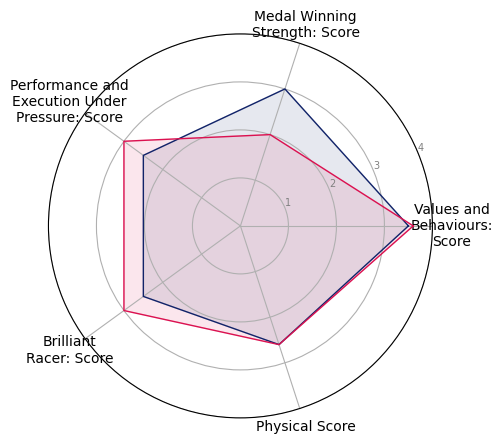 Medal Winning
Strength: Score
Performance and
Execution Under
Pressure: Score
4
3
2
1
Values and
Behaviours:
Score
Brilliant
Racer: Score
Physical Score